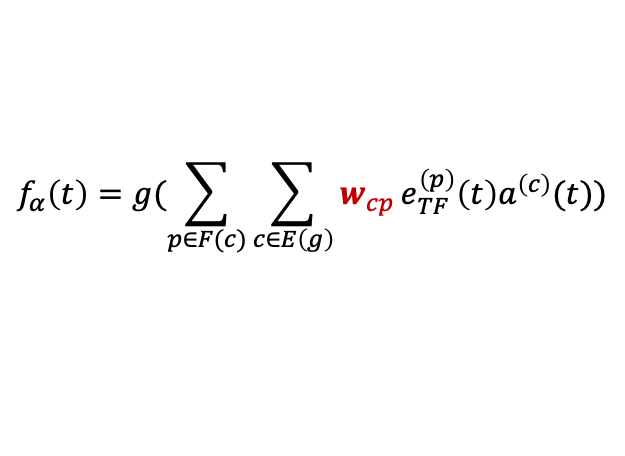 f_α(t) = g(∑_{p∈F(c)} ∑_{c∈E(g)} w_{cp} e_{TF}^{(p)}(t)a^{(c)}(t))